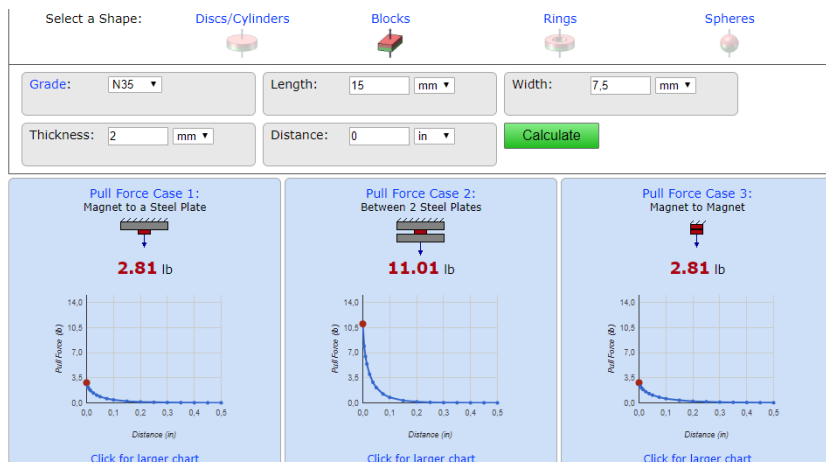 Select a Shape: Discs/Cylinders Blocks Rings Spheres
Grade: N35 Length: 15 mm Width: 7,5 mm
Thickness: 2 mm Distance: 0 in Calculate
Pull Force Case 1:
Magnet to a Steel Plate
2.81 lb
14,0
10,5
7,0
3,5
0,0
Pull Force (lb)
0,0 0,1 0,2 0,3 0,4 0,5
Distance (in)
Click for larger chart
Pull Force Case 2:
Between 2 Steel Plates
11.01 lb
14,0
10,5
7,0
3,5
0,0
Pull Force (lb)
0,0 0,1 0,2 0,3 0,4 0,5
Distance (in)
Click for larger chart
Pull Force Case 3:
Magnet to Magnet
2.81 lb
14,0
10,5
7,0
3,5
0,0
Pull Force (lb)
0,0 0,1 0,2 0,3 0,4 0,5
Distance (in)
Click for larger chart